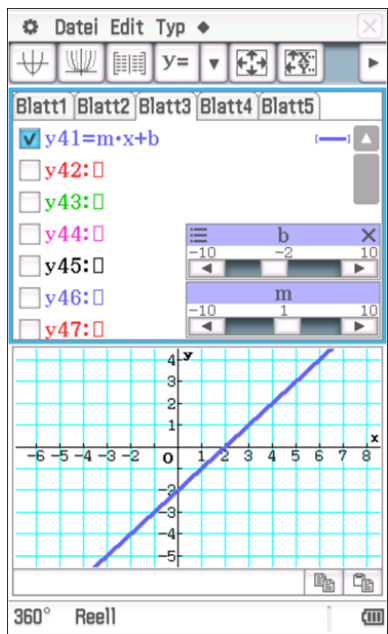 Datei Edit Typ
Y=
Blatt1 Blatt2 Blatt3 Blatt4 Blatt5
y41=m·x+b
y42:
y43:
y44:
b
-10 -2 10
y45:
m
y46:
-10 1 10
y47:
y
4
3
2
1
x
-6 -5 -4 -3 -2 0 1 2 3 4 5 6 7 8
-2
-3
-4
-5
360° Reell